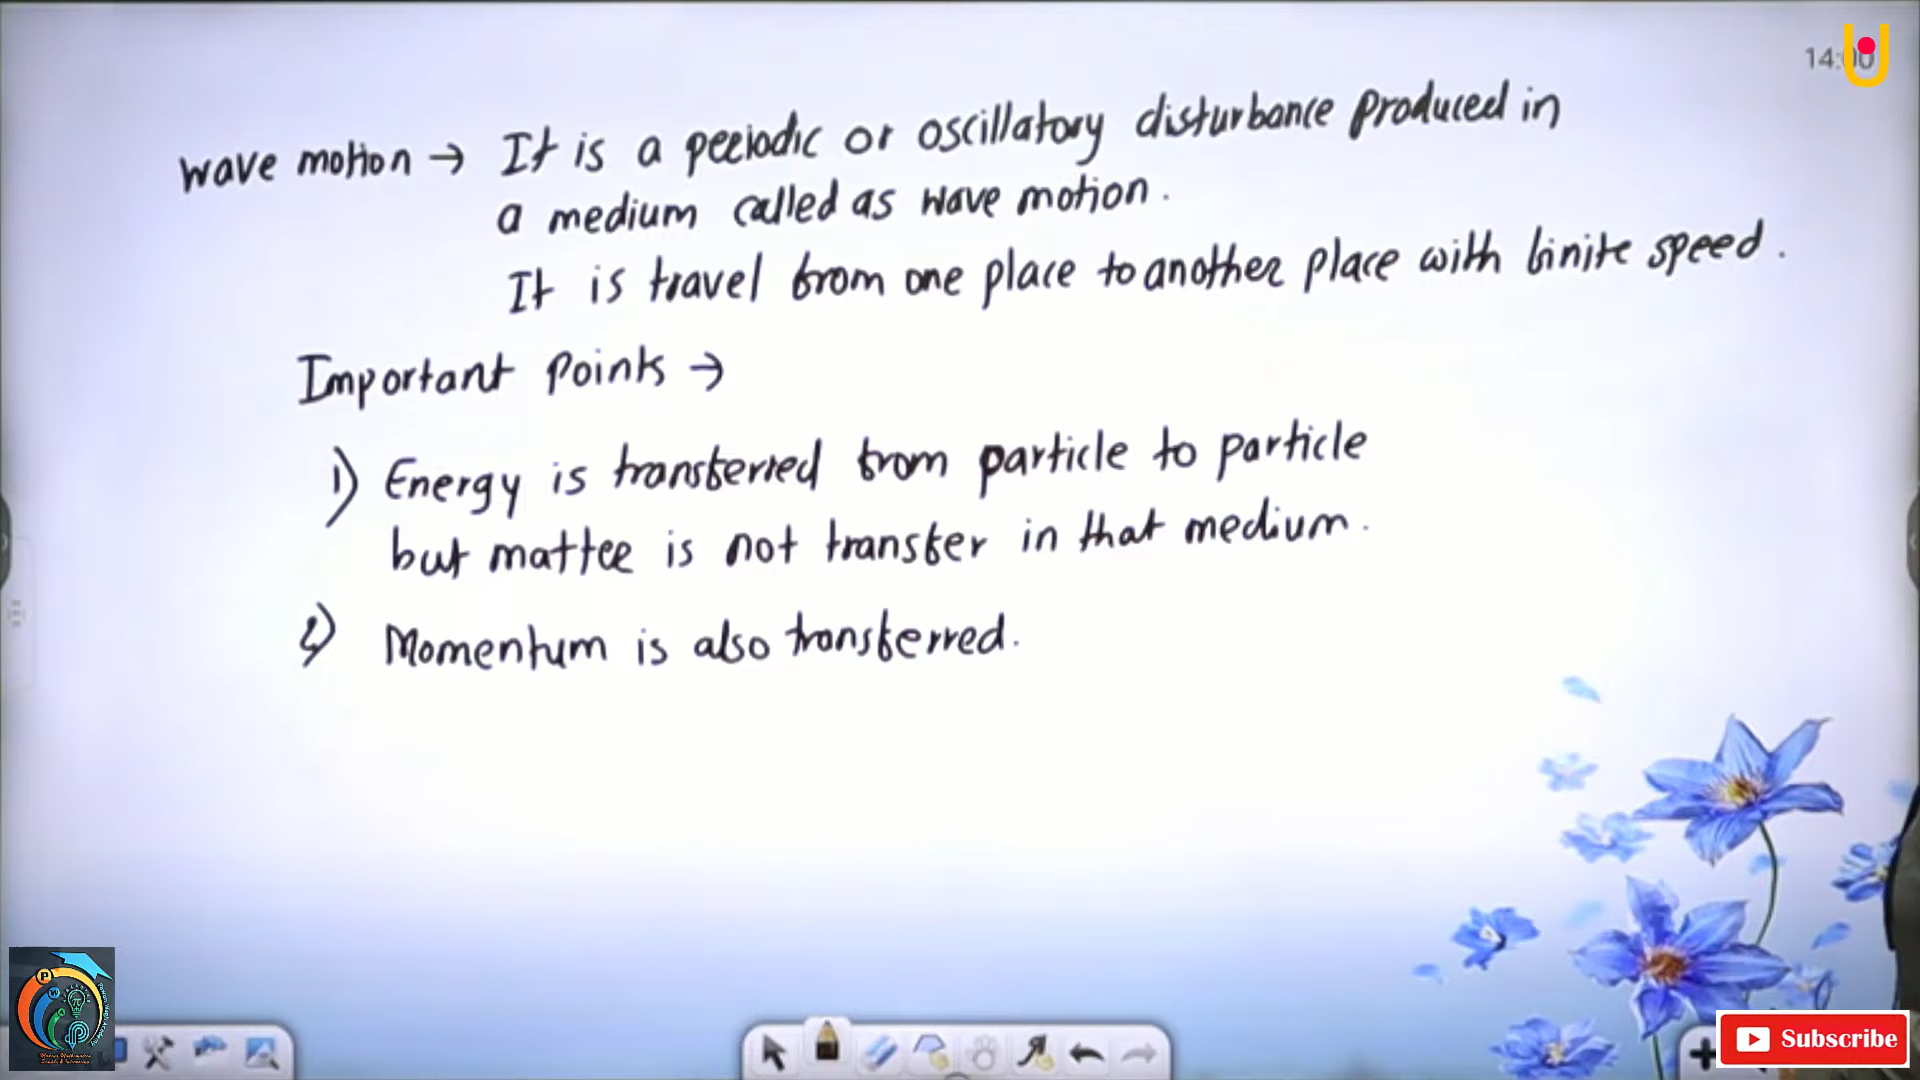 14:00
wave motion → It is a periodic or oscillatory disturbance produced in
a medium called as wave motion.
It is travel from one place to another place with finite speed.
Important points →
1) Energy is transferred from particle to particle
but matter is not transfer in that medium.
2) Momentum is also transferred.
Subscribe